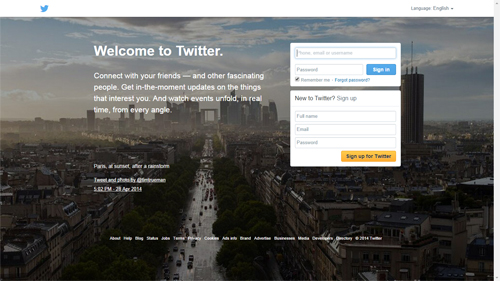 Language: English
Welcome to Twitter.
Connect with your friends — and other fascinating
people. Get in-the-moment updates on the things
that interest you. And watch events unfold, in real
time, from every angle.
Phone, email or username
Password
Sign in
Remember me · Forgot password?
New to Twitter? Sign up
Full name
Email
Password
Sign up for Twitter
Paris, at sunset, after a rainstorm
Tweet and photo by @timtrueman
5:02 PM - 28 Apr 2014
About Help Blog Status Jobs Terms Privacy Cookies Ads info Brand Advertise Businesses Media Developers Directory © 2014 Twitter